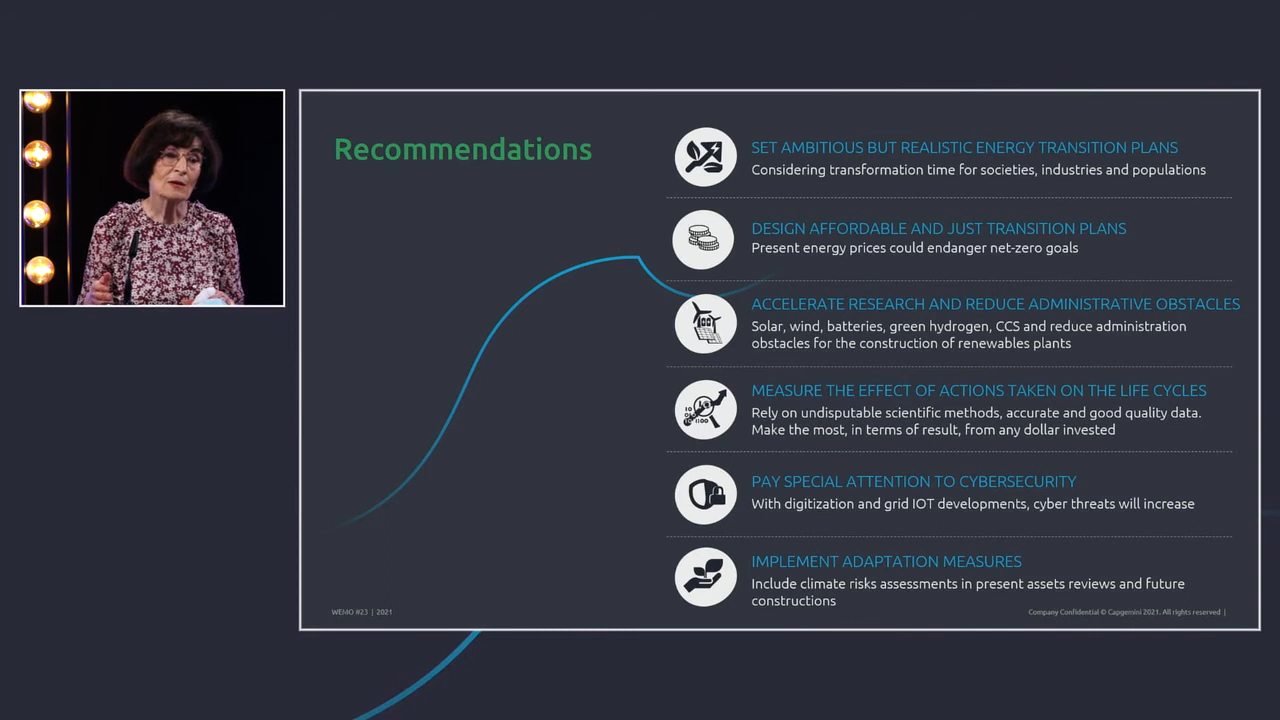 Recommendations
SET AMBITIOUS BUT REALISTIC ENERGY TRANSITION PLANS
Considering transformation time for societies, industries and populations
DESIGN AFFORDABLE AND JUST TRANSITION PLANS
Present energy prices could endanger net-zero goals
ACCELERATE RESEARCH AND REDUCE ADMINISTRATIVE OBSTACLES
Solar, wind, batteries, green hydrogen, CCS and reduce administration
obstacles for the construction of renewables plants
MEASURE THE EFFECT OF ACTIONS TAKEN ON THE LIFE CYCLES
Rely on undisputable scientific methods, accurate and good quality data.
Make the most, in terms of result, from any dollar invested
PAY SPECIAL ATTENTION TO CYBERSECURITY
With digitization and grid IOT developments, cyber threats will increase
IMPLEMENT ADAPTATION MEASURES
Include climate risks assessments in present assets reviews and future
constructions
WEMO #23 | 2021
Company Confidential © Capgemini 2021. All rights reserved |